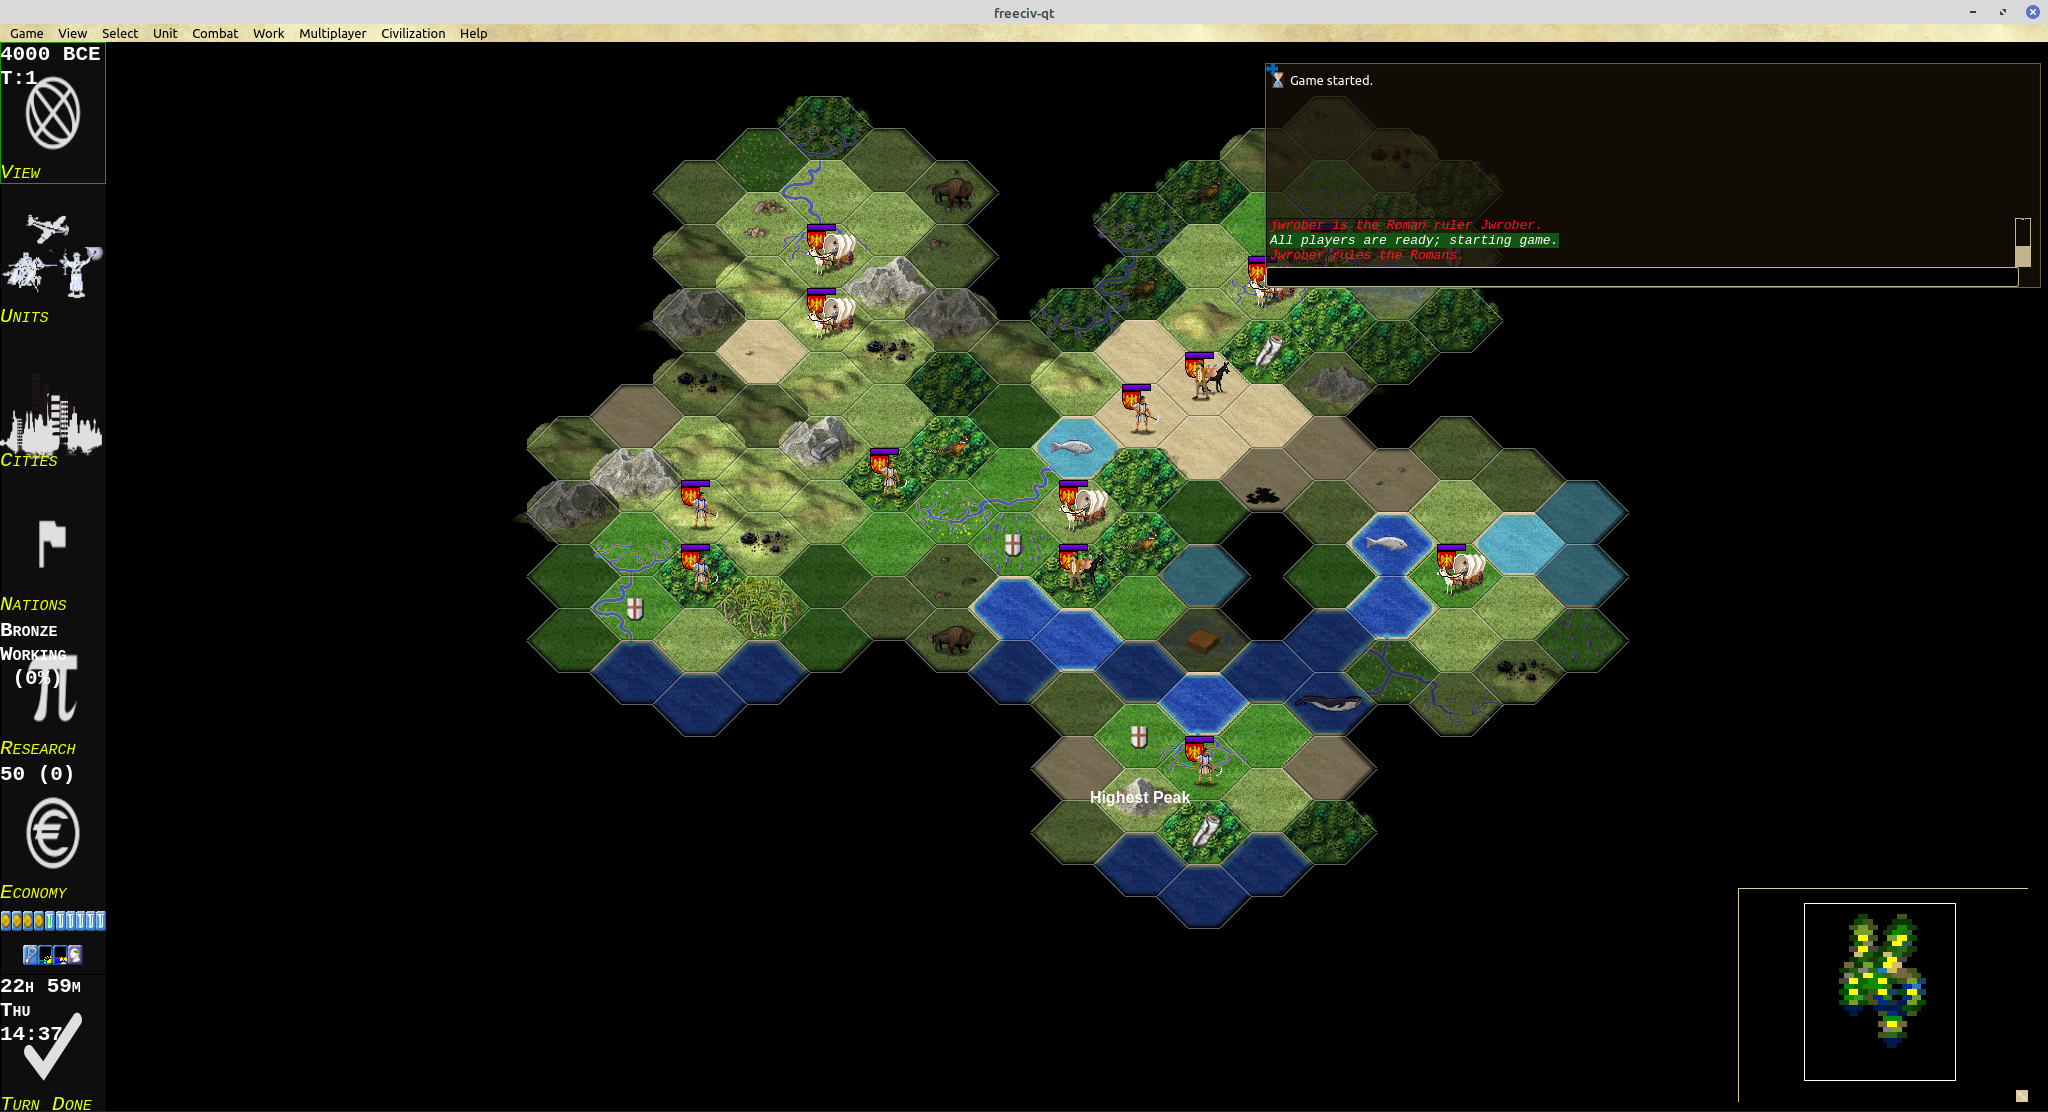 freeciv-qt
Game View Select Unit Combat Work Multiplayer Civilization Help
4000 BCE
T:1
View
Units
Cities
Nations
Bronze
Working
(0%)
Research
50 (0)
Economy
22h 59m
Thu
14:37
Turn Done
Game started.
jwrober is the Roman ruler Jwrober.
All players are ready; starting game.
Jwrober rules the Romans.
Highest Peak